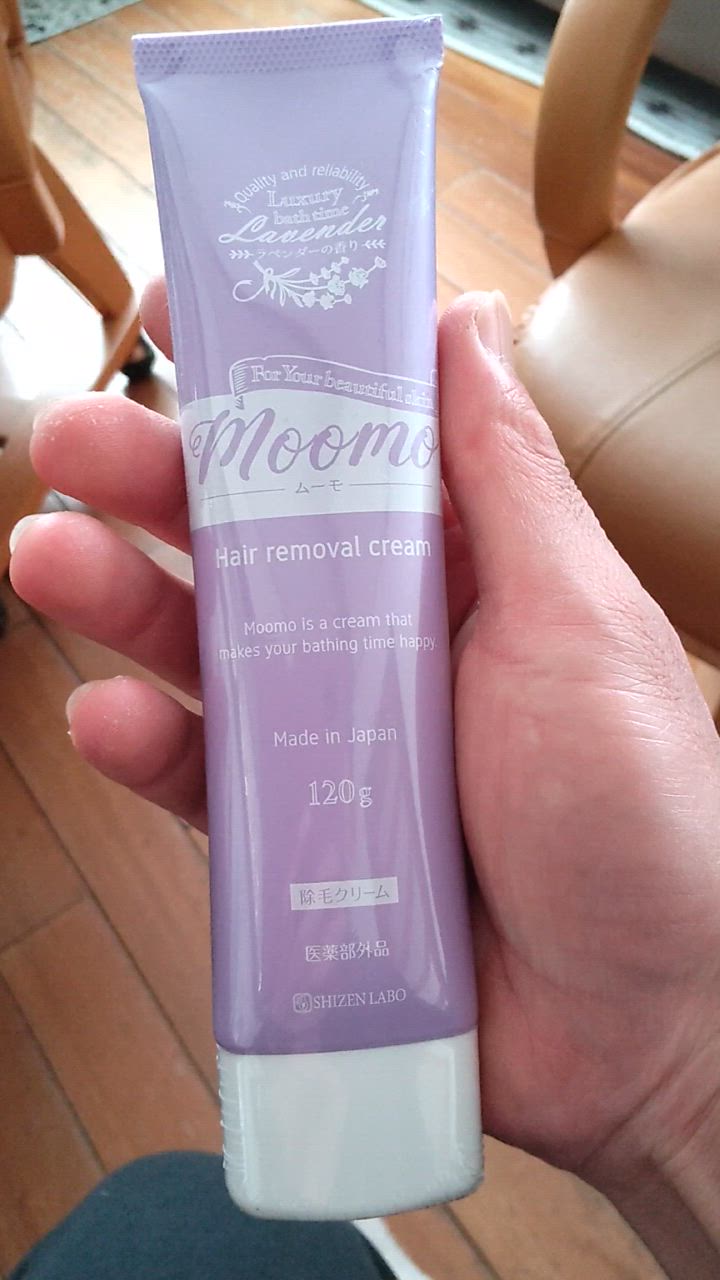 Quality and reliability
Luxury
bath time
Lavender
ラベンダーの香り
For Your beautiful skin
Moomo
ムーモ
Hair removal cream
Moomo is a cream that
makes your bathing time happy.
Made in Japan
120g
除毛クリーム
医薬部外品
SHIZEN LABO